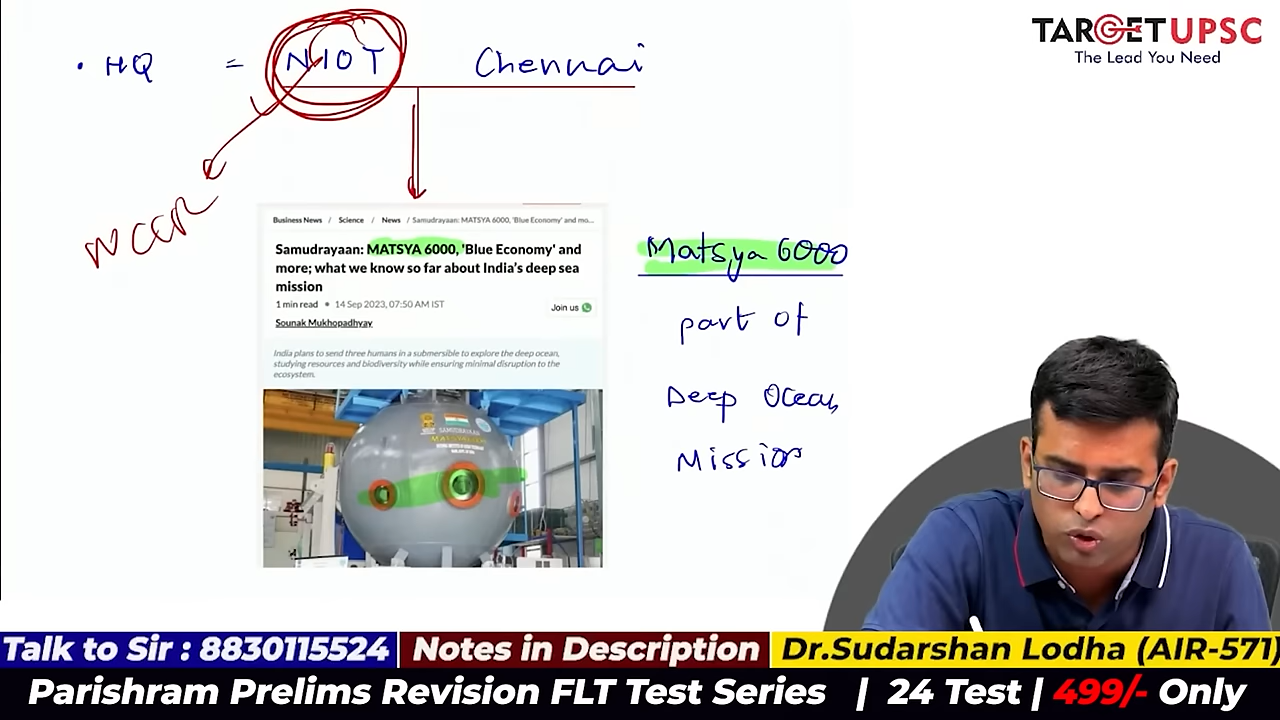 TARGET UPSC
The Lead You Need
• HQ = NIOT Chennai
NCCR
Business News / Science / News / Samudrayaan: MATSYA 6000, 'Blue Economy' and mo...
Samudrayaan: MATSYA 6000, 'Blue Economy' and
more; what we know so far about India's deep sea
mission
1 min read • 14 Sep 2023, 07:50 AM IST
Join us
Sounak Mukhopadhyay
India plans to send three humans in a submersible to explore the deep ocean,
studying resources and biodiversity while ensuring minimal disruption to the
ecosystem.
SAMUDRAYAAN
Matsya 6000
part of
Deep Ocean
Mission
Talk to Sir : 8830115524 Notes in Description Dr.Sudarshan Lodha (AIR-571)
Parishram Prelims Revision FLT Test Series | 24 Test | 499/- Only